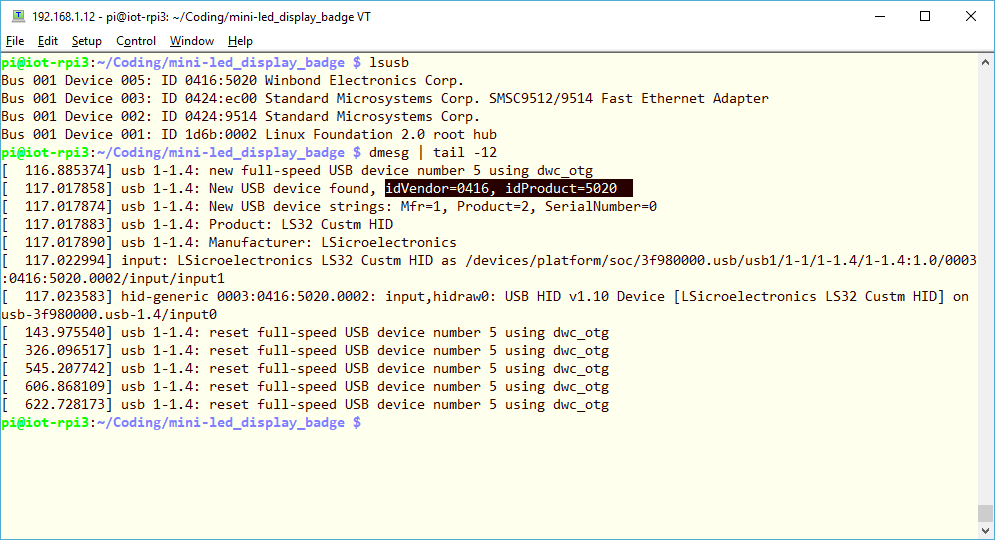 192.168.1.12 - pi@iot-rpi3: ~/Coding/mini-led_display_badge VT
File Edit Setup Control Window Help
pi@iot-rpi3:~/Coding/mini-led_display_badge $ lsusb
Bus 001 Device 005: ID 0416:5020 Winbond Electronics Corp.
Bus 001 Device 003: ID 0424:ec00 Standard Microsystems Corp. SMSC9512/9514 Fast Ethernet Adapter
Bus 001 Device 002: ID 0424:9514 Standard Microsystems Corp.
Bus 001 Device 001: ID 1d6b:0002 Linux Foundation 2.0 root hub
pi@iot-rpi3:~/Coding/mini-led_display_badge $ dmesg | tail -12
[  116.885374] usb 1-1.4: new full-speed USB device number 5 using dwc_otg
[  117.017858] usb 1-1.4: New USB device found, idVendor=0416, idProduct=5020
[  117.017874] usb 1-1.4: New USB device strings: Mfr=1, Product=2, SerialNumber=0
[  117.017883] usb 1-1.4: Product: LS32 Custm HID
[  117.017890] usb 1-1.4: Manufacturer: LSicroelectronics
[  117.022994] input: LSicroelectronics LS32 Custm HID as /devices/platform/soc/3f980000.usb/usb1/1-1/1-1.4/1-1.4:1.0/0003
:0416:5020.0002/input/input1
[  117.023583] hid-generic 0003:0416:5020.0002: input,hidraw0: USB HID v1.10 Device [LSicroelectronics LS32 Custm HID] on
usb-3f980000.usb-1.4/input0
[  143.975540] usb 1-1.4: reset full-speed USB device number 5 using dwc_otg
[  326.096517] usb 1-1.4: reset full-speed USB device number 5 using dwc_otg
[  545.207742] usb 1-1.4: reset full-speed USB device number 5 using dwc_otg
[  606.868109] usb 1-1.4: reset full-speed USB device number 5 using dwc_otg
[  622.728173] usb 1-1.4: reset full-speed USB device number 5 using dwc_otg
pi@iot-rpi3:~/Coding/mini-led_display_badge $